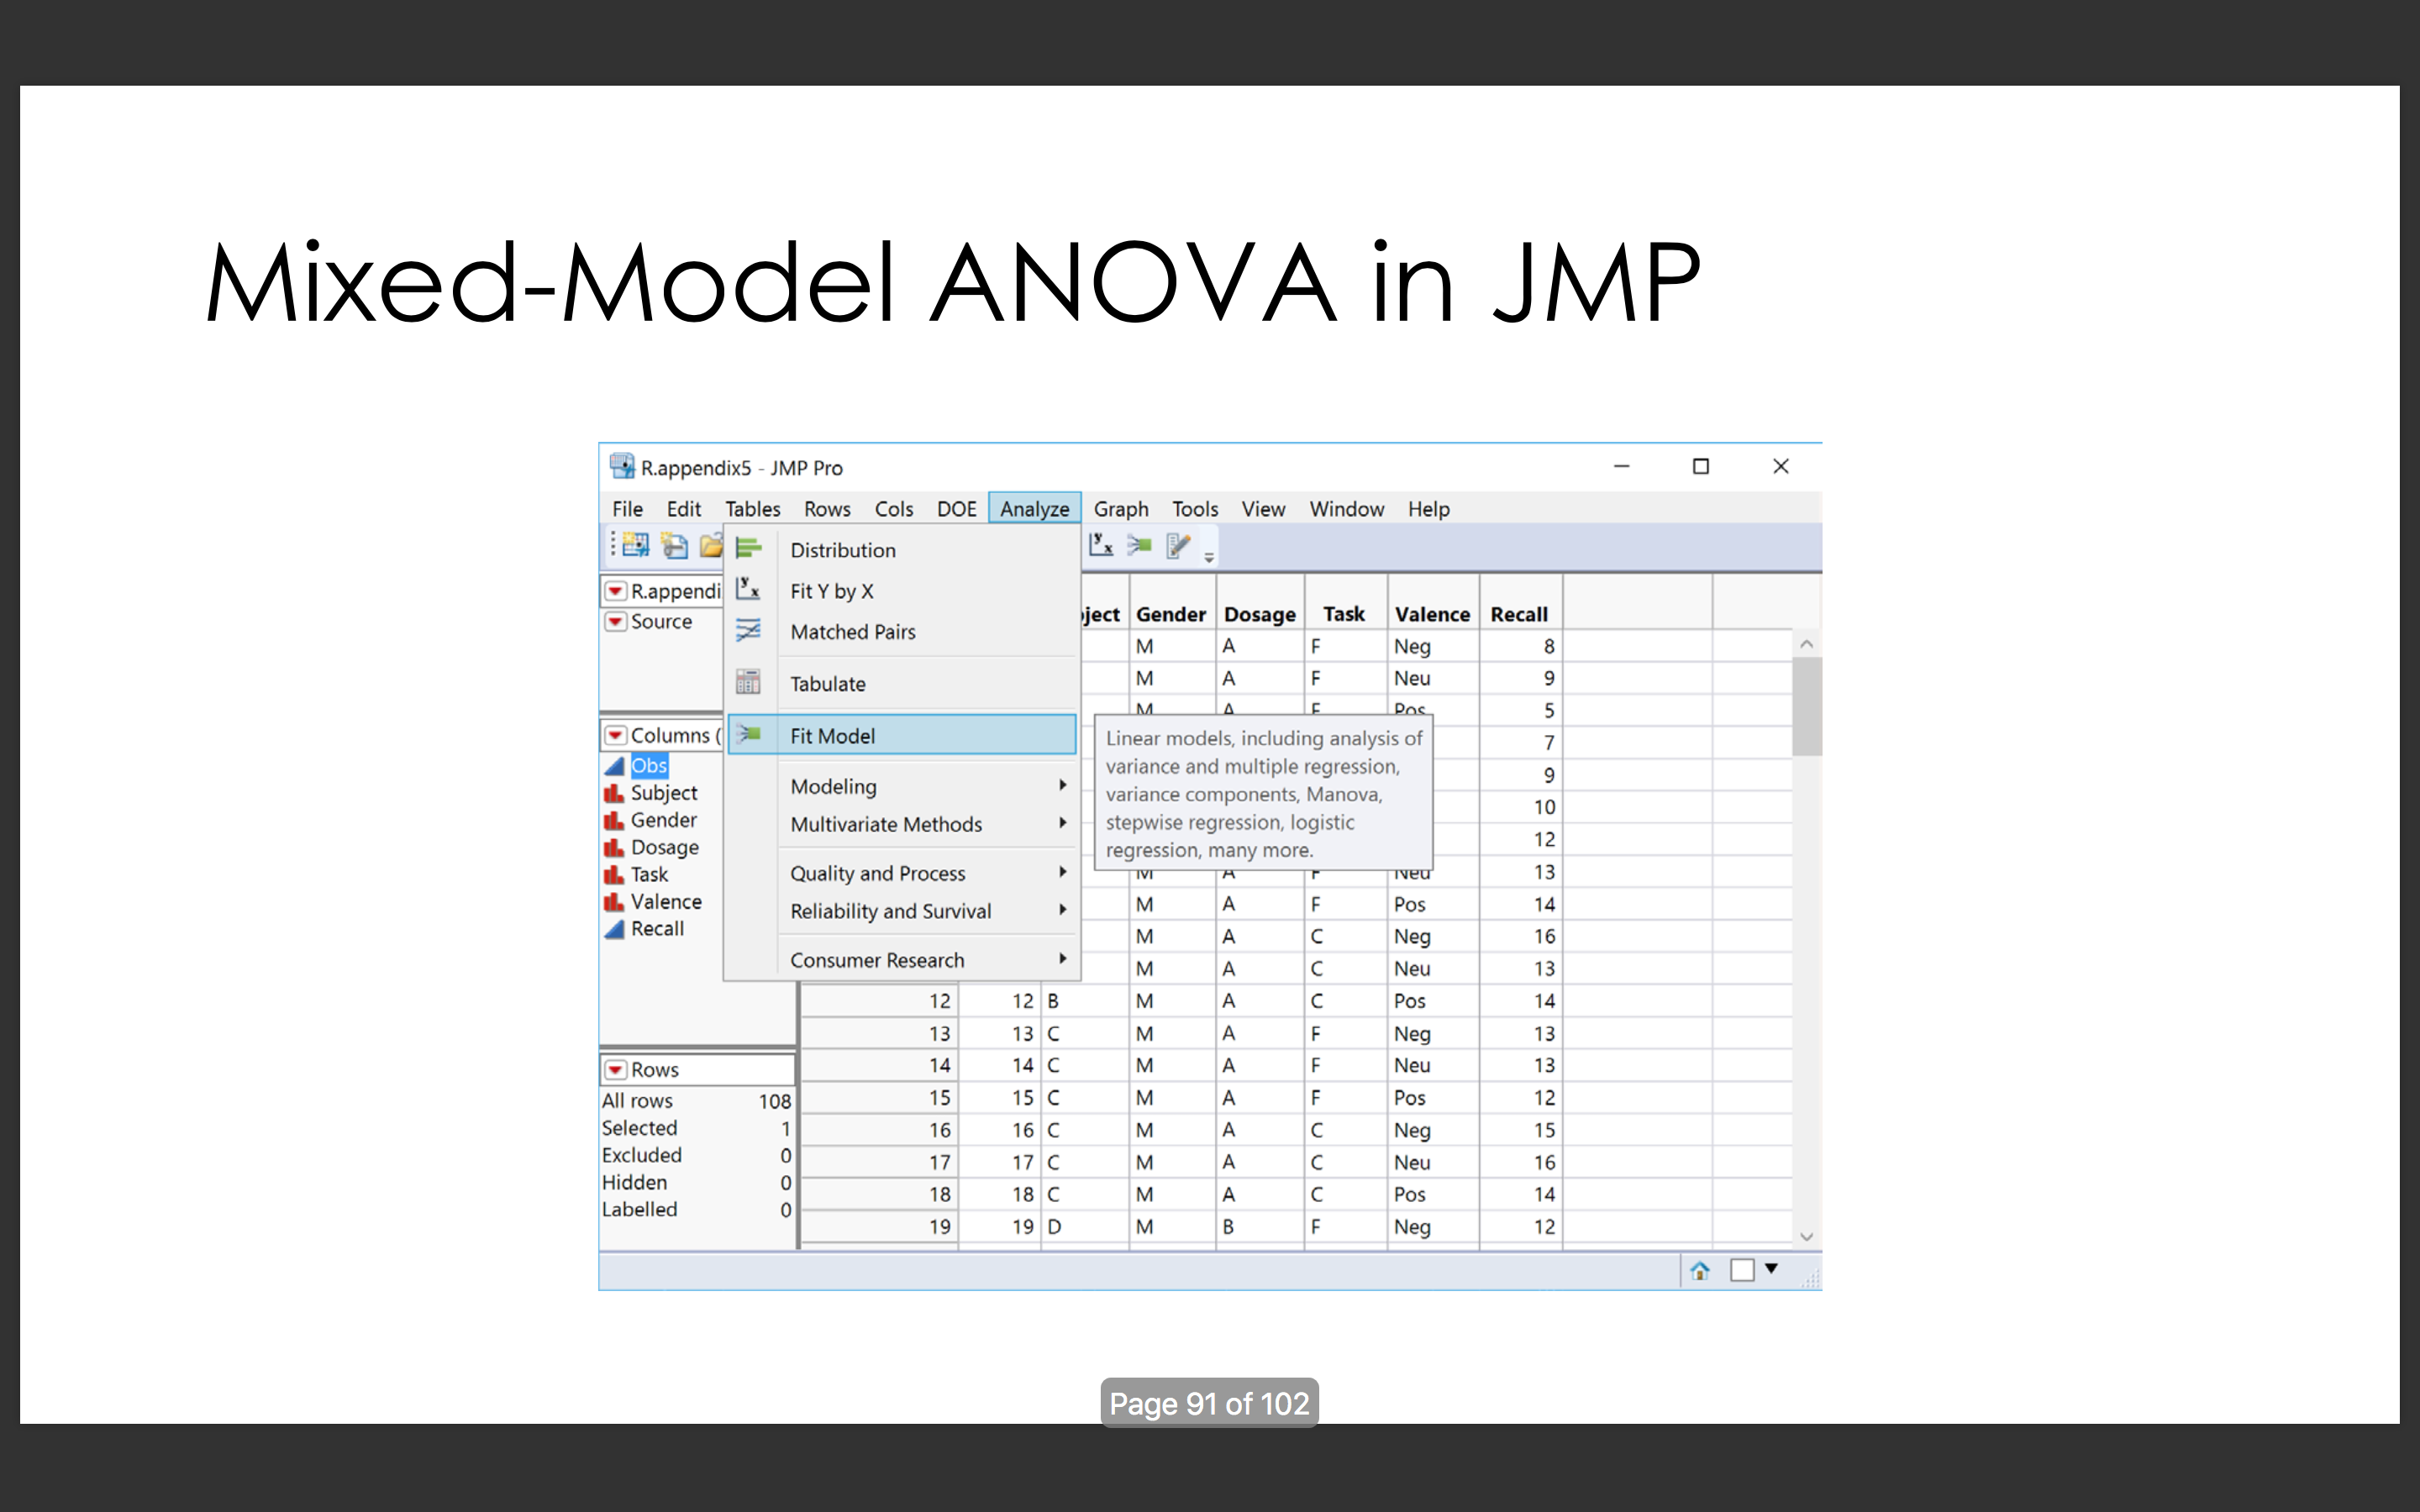 Mixed-Model ANOVA in JMP
R.appendix5 - JMP Pro
File Edit Tables Rows Cols DOE Analyze Graph Tools View Window Help
Distribution
Fit Y by X
Matched Pairs
Tabulate
Fit Model
Modeling
Multivariate Methods
Quality and Process
Reliability and Survival
Consumer Research
Linear models, including analysis of
variance and multiple regression,
variance components, Manova,
stepwise regression, logistic
regression, many more.
R.appendi
Source
Columns (
Obs
Subject
Gender
Dosage
Task
Valence
Recall
Rows
All rows 108
Selected 1
Excluded 0
Hidden 0
Labelled 0
ject Gender Dosage Task Valence Recall
M A F Neg 8
M A F Neu 9
M A F Pos 5
7
9
10
12
M A F Neu 13
M A F Pos 14
M A C Neg 16
M A C Neu 13
12 12 B M A C Pos 14
13 13 C M A F Neg 13
14 14 C M A F Neu 13
15 15 C M A F Pos 12
16 16 C M A C Neg 15
17 17 C M A C Neu 16
18 18 C M A C Pos 14
19 19 D M B F Neg 12
Page 91 of 102